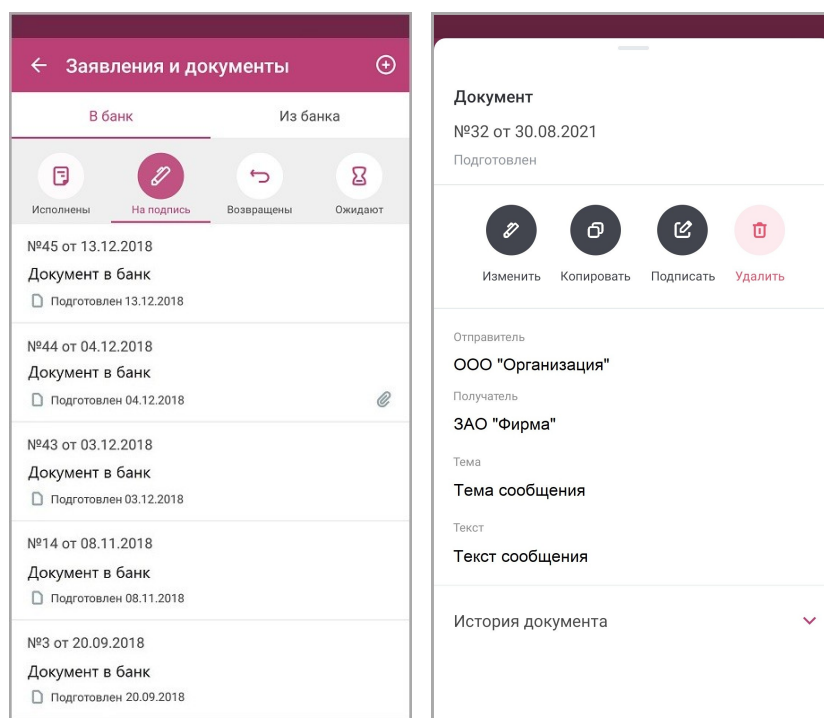 Заявления и документы
В банк
Из банка
Исполнены
На подпись
Возвращены
Ожидают
№45 от 13.12.2018
Документ в банк
Подготовлен 13.12.2018
№44 от 04.12.2018
Документ в банк
Подготовлен 04.12.2018
№43 от 03.12.2018
Документ в банк
Подготовлен 03.12.2018
№14 от 08.11.2018
Документ в банк
Подготовлен 08.11.2018
№3 от 20.09.2018
Документ в банк
Подготовлен 20.09.2018
Документ
№32 от 30.08.2021
Подготовлен
Изменить
Копировать
Подписать
Удалить
Отправитель
ООО "Организация"
Получатель
ЗАО "Фирма"
Тема
Тема сообщения
Текст
Текст сообщения
История документа